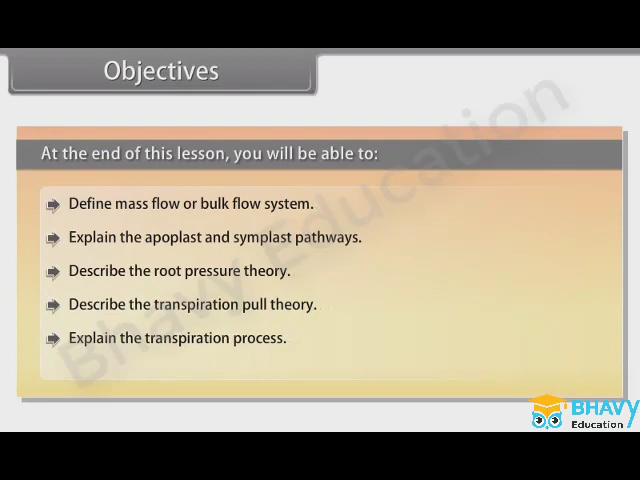 Objectives
At the end of this lesson, you will be able to:
Define mass flow or bulk flow system.
Explain the apoplast and symplast pathways.
Describe the root pressure theory.
Describe the transpiration pull theory.
Explain the transpiration process.
Bhavy Education
BHAVY
Education